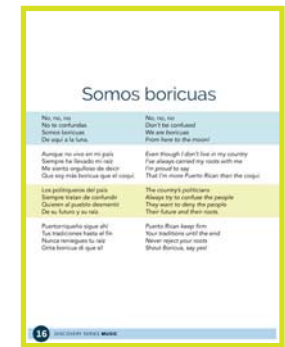 Somos boricuas
No, no, no
Te confundas
Somos boricuas
De aquí a la luna.
No, no, no
Don't be confused
We are boricuas
From here to the moon!
Aunque no vivo en mi país
Siempre he llevado mi raíz
Me siento orgulloso de decir
Que soy más boricua que el coquí.
Even though I don't live in my country
I've always carried my roots with me
I'm proud to say
That I'm more Puerto Rican than the coquí.
Los politiqueros del país
Siempre tratan de confundir
Quieren al pueblo desmentir
De su futuro y su raíz
The country's politicians
Always try to confuse the people
They want to deny the people
Their future and their roots.
Puertorriqueño sigue ahí
Tus tradiciones hasta el fin
Nunca reniegues tu raíz
Grita boricua di que sí!
Puerto Rican keep firm
Your traditions until the end
Never reject your roots
Shout Boricua, say yes!
16 DISCOVERY SERIES MUSIC